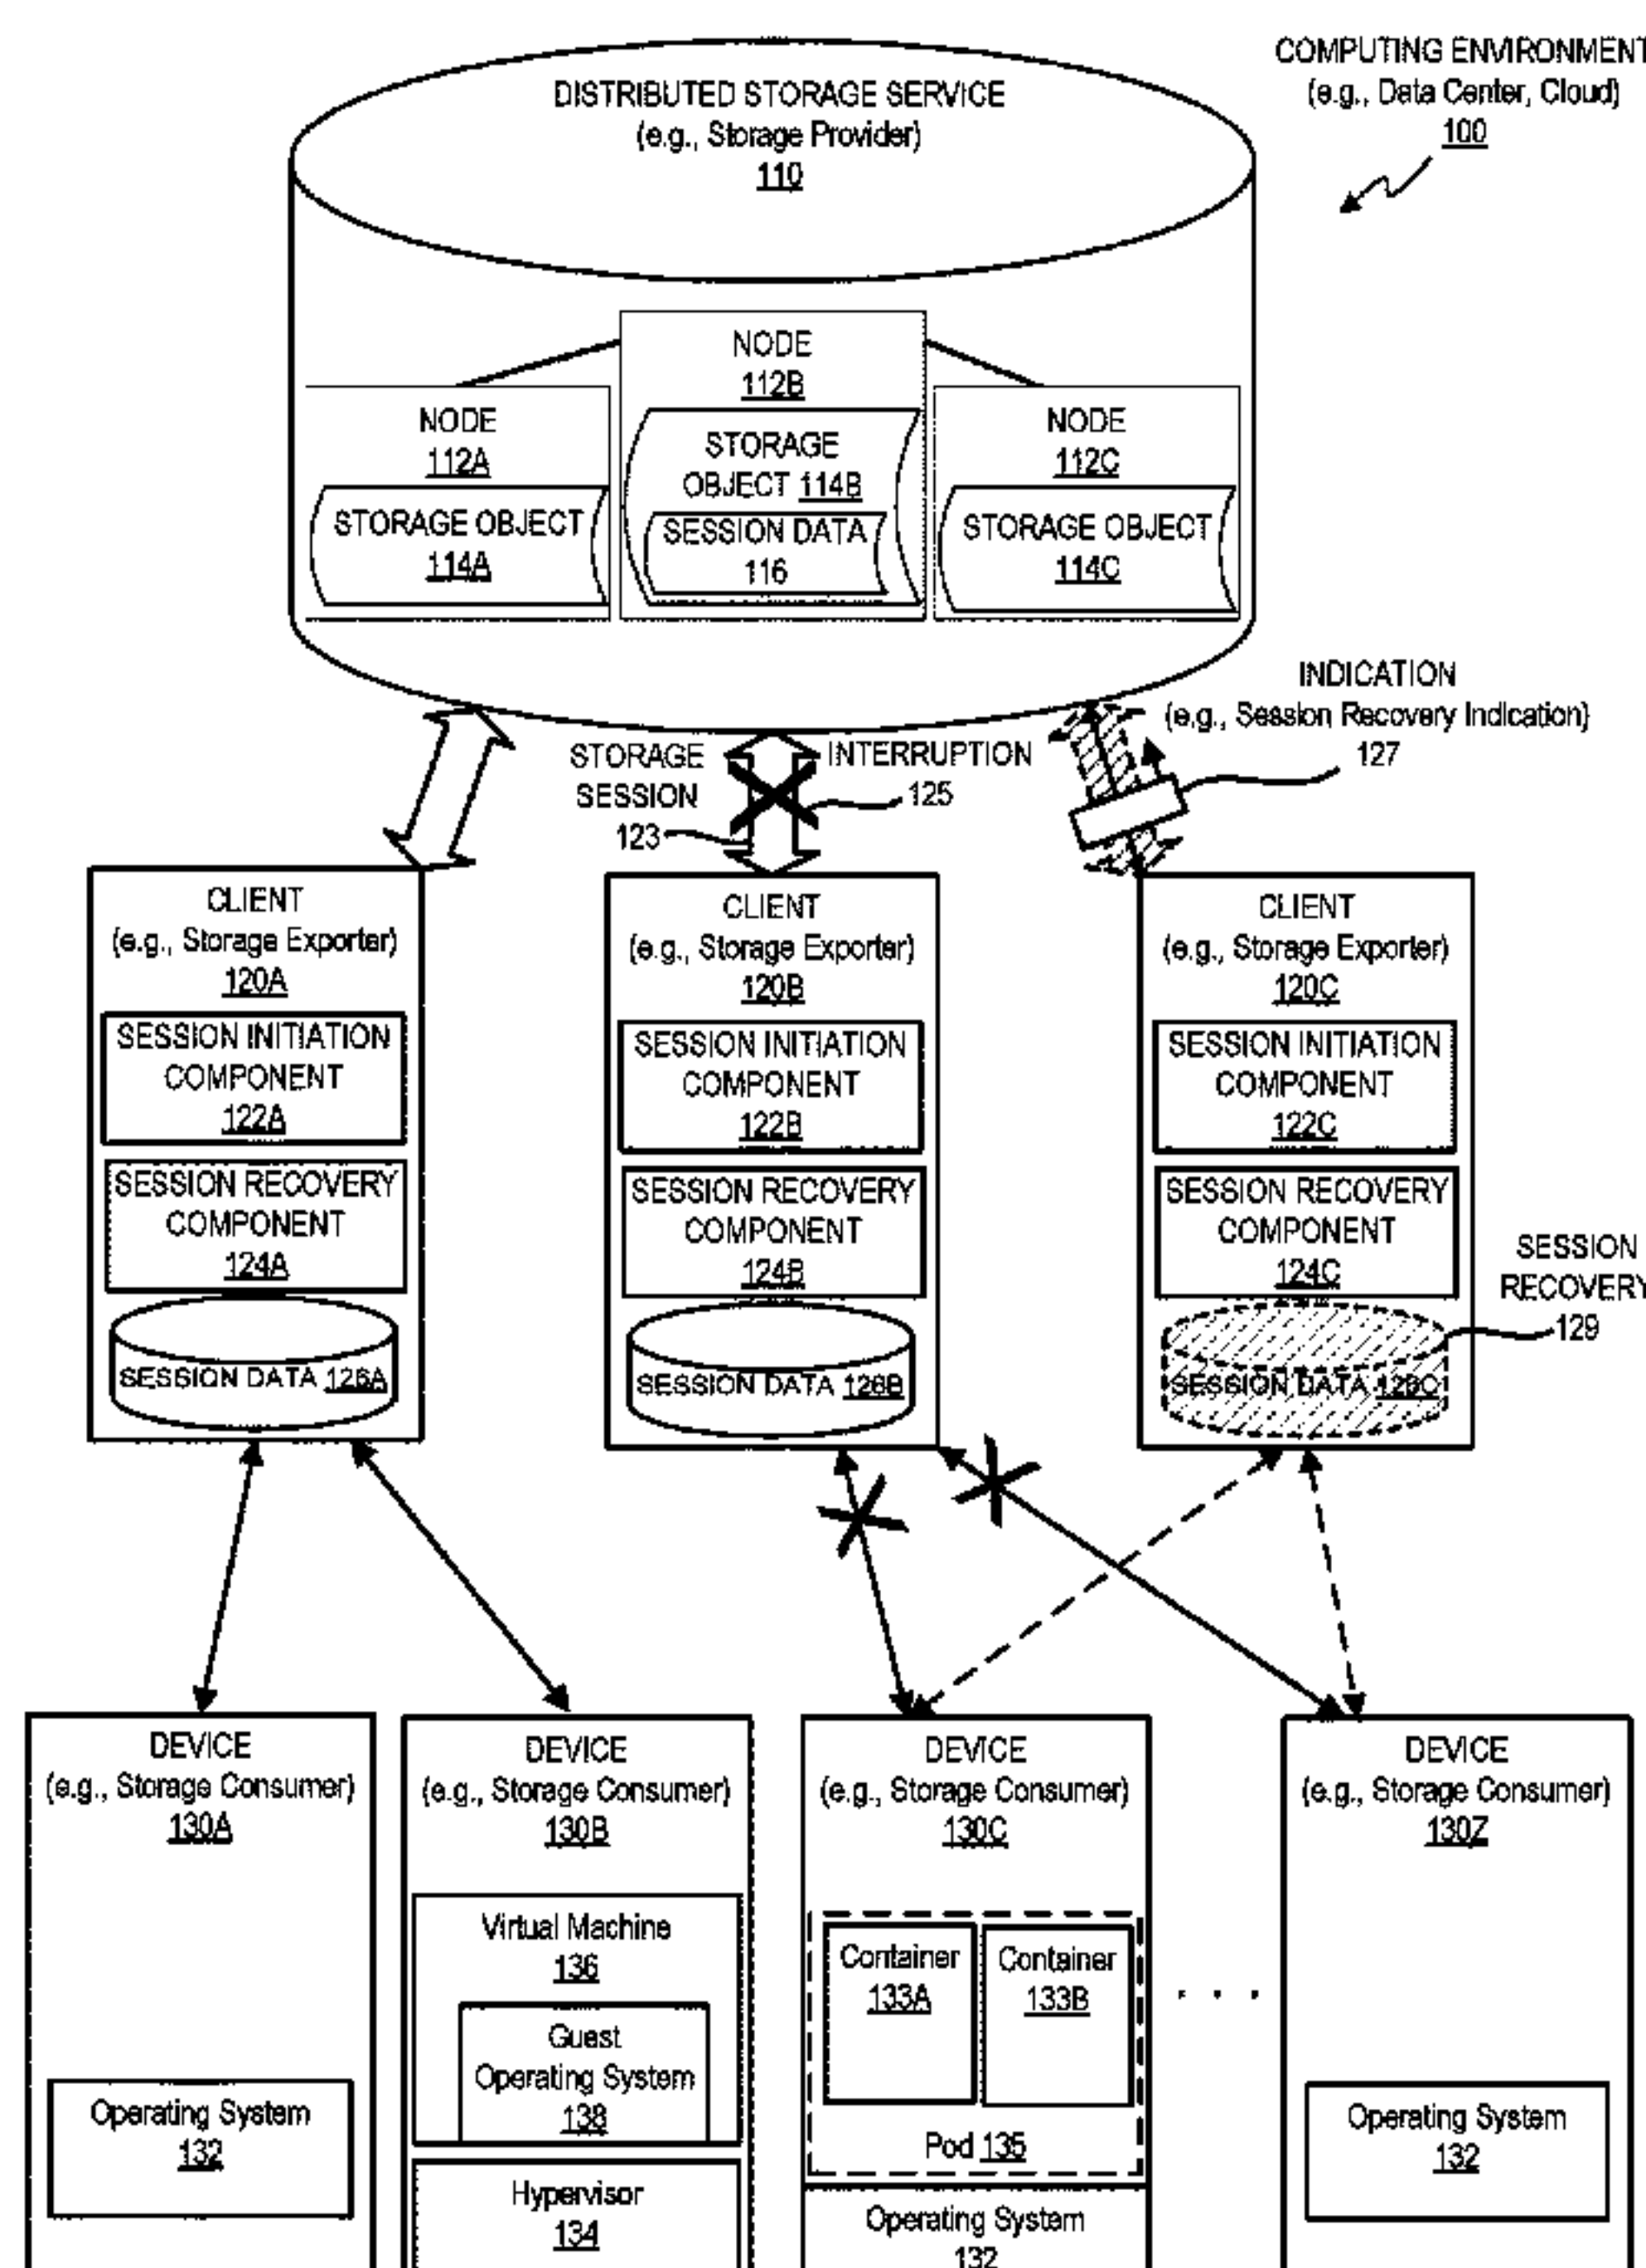 COMPUTING ENVIRONMENT
(e.g., Data Center, Cloud)
100
DISTRIBUTED STORAGE SERVICE
(e.g., Storage Provider)
110
NODE
112A
STORAGE OBJECT
114A
NODE
112B
STORAGE
OBJECT 114B
SESSION DATA
116
NODE
112C
STORAGE OBJECT
114C
STORAGE
SESSION
123
INTERRUPTION
125
INDICATION
(e.g., Session Recovery Indication)
127
CLIENT
(e.g., Storage Exporter)
120A
SESSION INITIATION
COMPONENT
122A
SESSION RECOVERY
COMPONENT
124A
SESSION DATA 126A
CLIENT
(e.g., Storage Exporter)
120B
SESSION INITIATION
COMPONENT
122B
SESSION RECOVERY
COMPONENT
124B
SESSION DATA 126B
CLIENT
(e.g., Storage Exporter)
120C
SESSION INITIATION
COMPONENT
122C
SESSION RECOVERY
COMPONENT
124C
SESSION DATA 126C
SESSION
RECOVERY
129
DEVICE
(e.g., Storage Consumer)
130A
Operating System
132
DEVICE
(e.g., Storage Consumer)
130B
Virtual Machine
136
Guest
Operating System
138
Hypervisor
134
DEVICE
(e.g., Storage Consumer)
130C
Container
133A
Container
133B
Pod 135
Operating System
132
. . .
DEVICE
(e.g., Storage Consumer)
130Z
Operating System
132